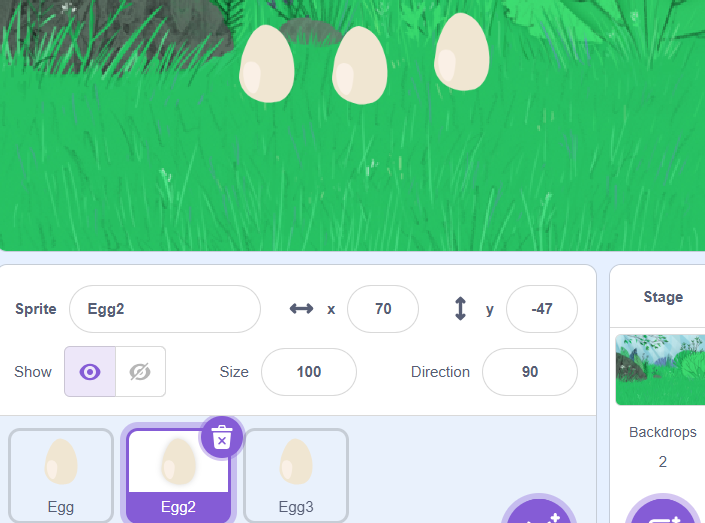 Sprite Egg2 x 70 y -47
Show Size 100 Direction 90
Egg Egg2 Egg3
Stage
Backdrops
2